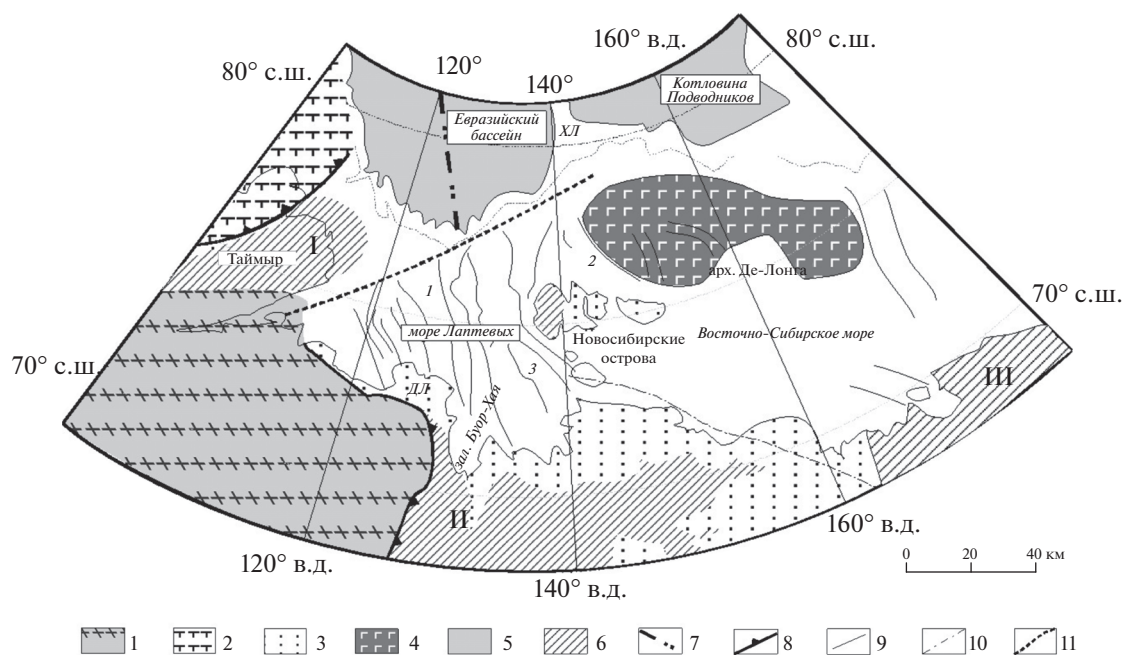 160° в.д.
80° с.ш.
80° с.ш.
120°
140°
Котловина
Подводников
Евразийский
бассейн
ХЛ
I
Таймыр
2
арх. Де-Лонга
1
70° с.ш.
море Лаптевых
Новосибирские
острова
Восточно-Сибирское море
70° с.ш.
3
ДЛ
III
зал. Буор-Хая
II
160° в.д.
120° в.д.
140° в.д.
0 20 40 км
1 2 3 4 5 6 7 8 9 10 11